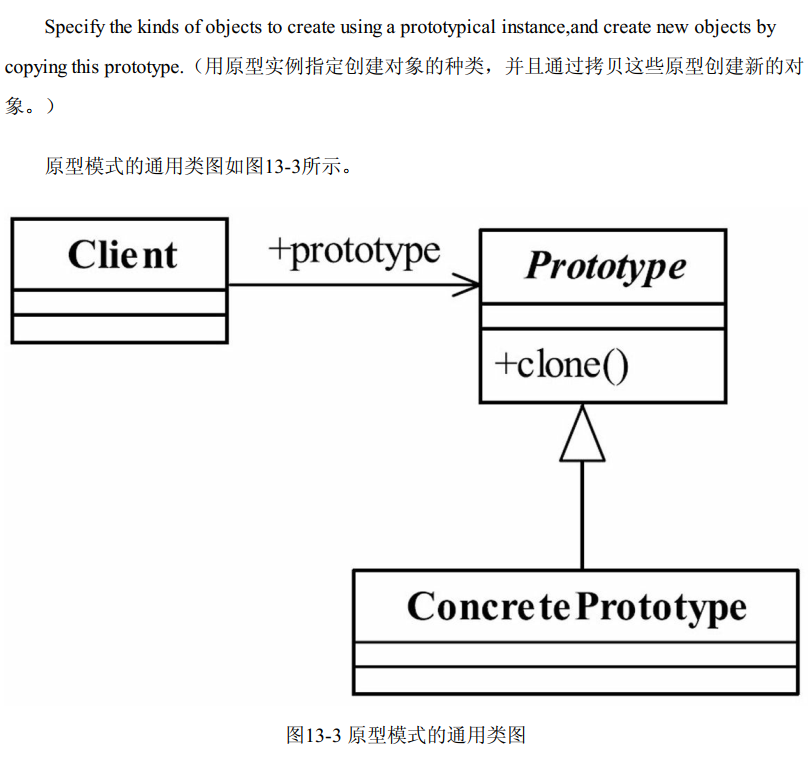 Specify the kinds of objects to create using a prototypical instance,and create new objects by
copying this prototype.（用原型实例指定创建对象的种类，并且通过拷贝这些原型创建新的对
象。）
原型模式的通用类图如图13-3所示。
Client
+prototype
Prototype
+clone()
ConcretePrototype
图13-3 原型模式的通用类图